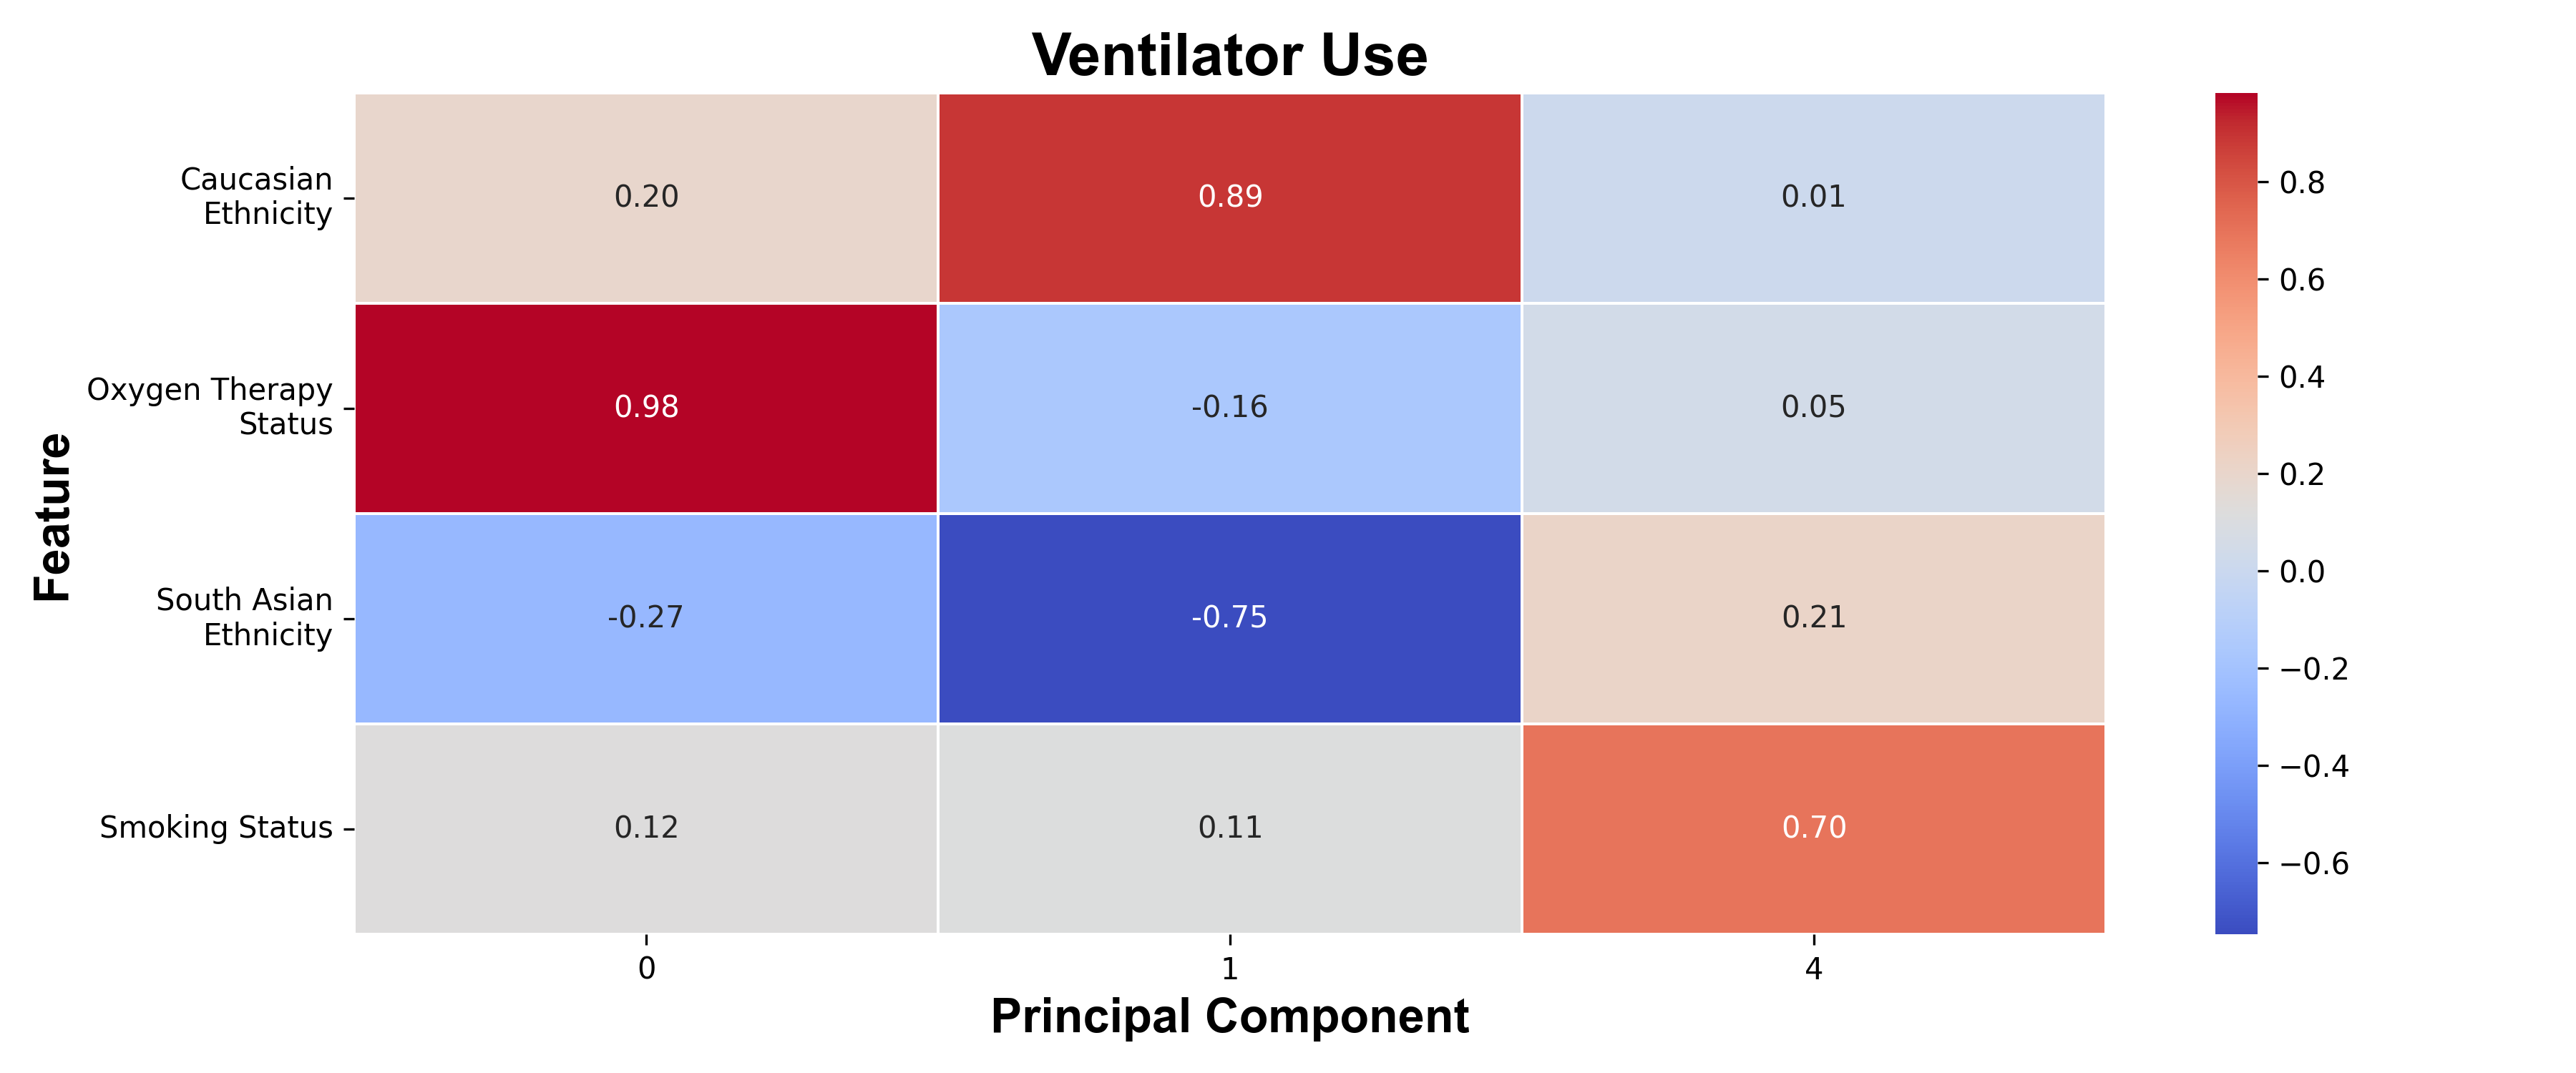 Ventilator Use
Caucasian
Ethnicity
0.20
0.89
0.01
Oxygen Therapy
Status
0.98
-0.16
0.05
South Asian
Ethnicity
-0.27
-0.75
0.21
Smoking Status
0.12
0.11
0.70
Feature
0
1
4
Principal Component
0.8
0.6
0.4
0.2
0.0
−0.2
−0.4
−0.6